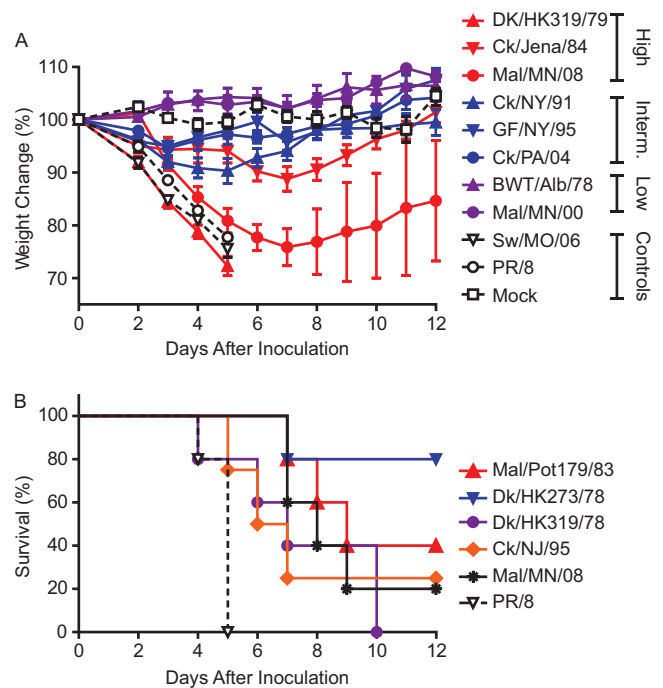 A
Weight Change (%)
110
100
90
80
70
0 2 4 6 8 10 12
Days After Inoculation
DK/HK319/79
Ck/Jena/84
Mal/MN/08
Ck/NY/91
GF/NY/95
Ck/PA/04
BWT/Alb/78
Mal/MN/00
Sw/MO/06
PR/8
Mock
High
Interm.
Low
Controls
B
Survival (%)
100
80
60
40
20
0
0 2 4 6 8 10 12
Days After Inoculation
Mal/Pot179/83
Dk/HK273/78
Dk/HK319/78
Ck/NJ/95
Mal/MN/08
PR/8